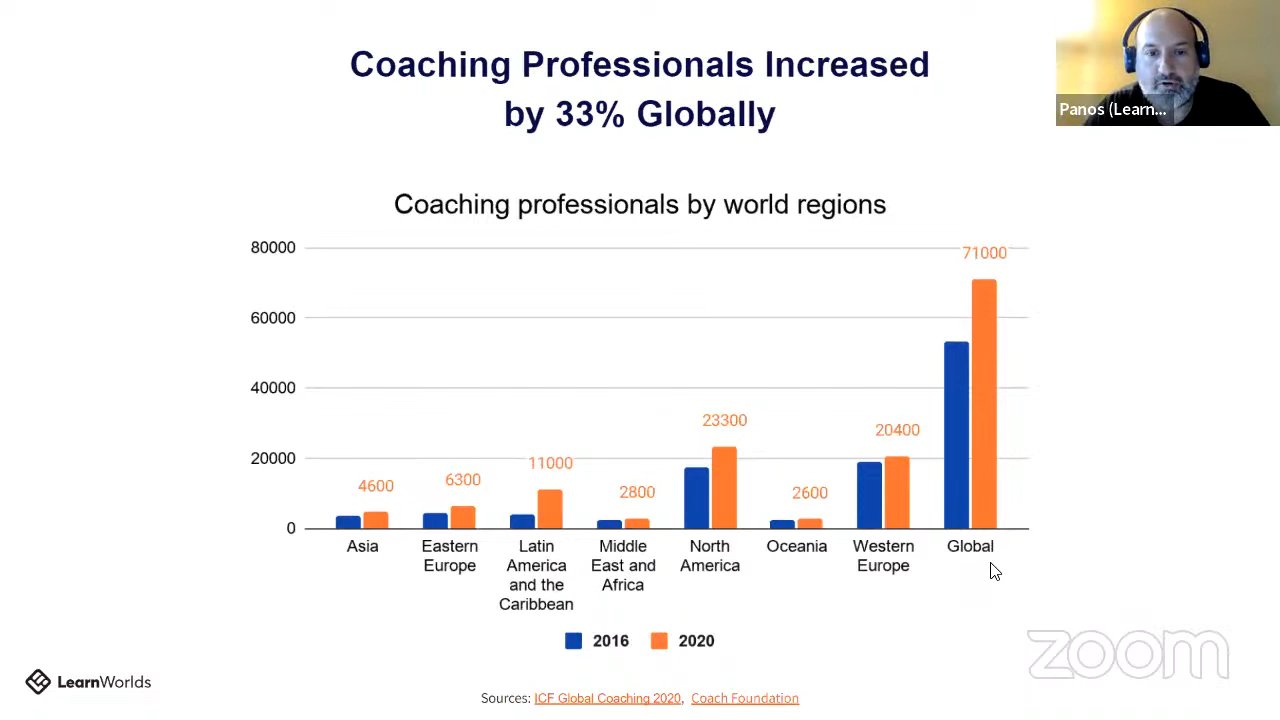 Coaching Professionals Increased
by 33% Globally
Panos (Learn...
Coaching professionals by world regions
80000
60000
40000
20000
0
4600
6300
11000
2800
23300
2600
20400
71000
Asia
Eastern
Europe
Latin
America
and the
Caribbean
Middle
East and
Africa
North
America
Oceania
Western
Europe
Global
2016
2020
zoom
LearnWorlds
Sources: ICF Global Coaching 2020, Coach Foundation